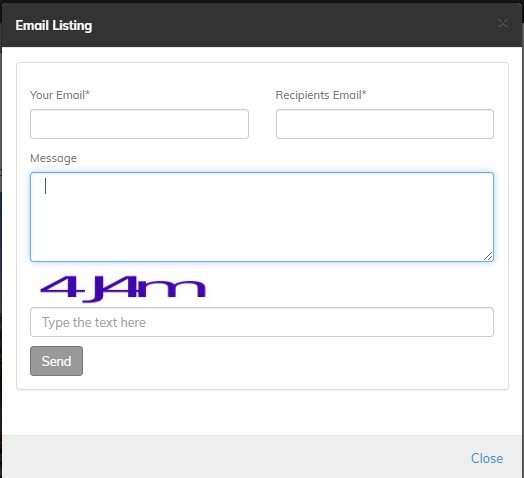 Email Listing ×
Your Email* Recipients Email*
Message
4J4m
Type the text here
Send
Close